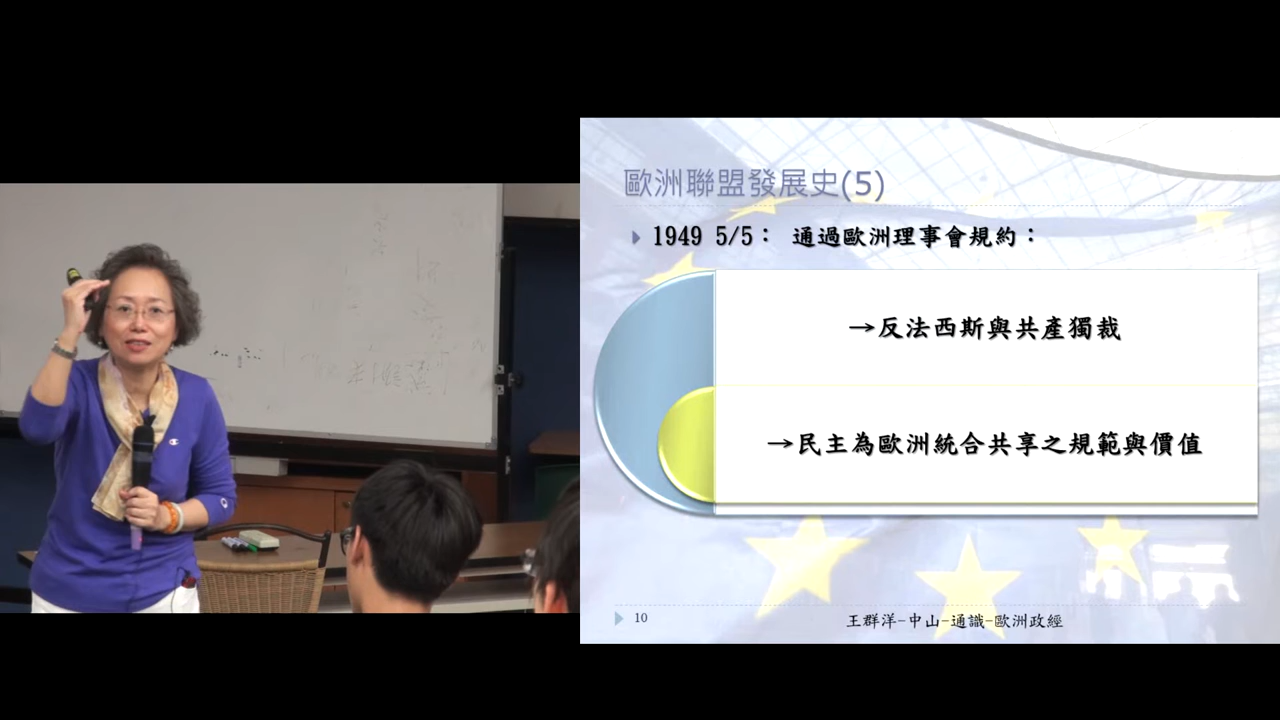 歐洲聯盟發展史(5)
1949 5/5： 通過歐洲理事會規約：
→反法西斯與共產獨裁
→民主為歐洲統合共享之規範與價值
10
王群洋-中山-通識-歐洲政經